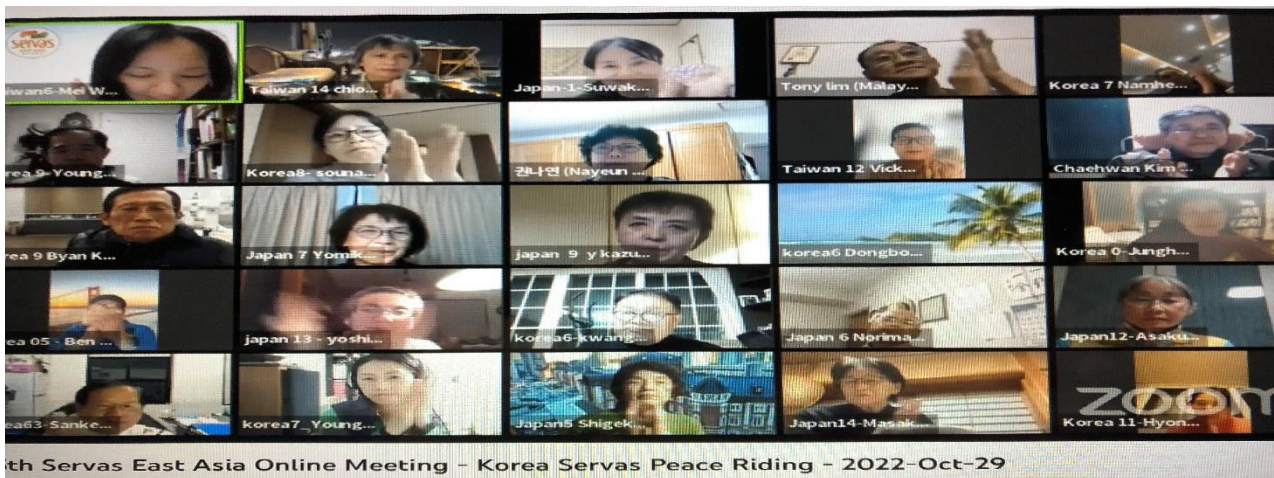 servas
iwan6-Mei W...
Taiwan 14 chio...
Japan-1-Suwak...
Tony lim (Malay...
Korea 7 Namhe...
rea 9-Young...
Korea8- souna...
권나연 (Nayeun ...
Taiwan 12 Vick...
Chaehwan Kim ...
rea 9 Byan K...
Japan 7 Yomik...
japan 9 y kazu...
korea6 Dongbo...
Korea 0-Jungh...
ea 05 - Ben ...
japan 13 - yoshi...
korea6-kwang...
Japan 6 Norima...
Japan12-Asaku...
ea63-Sanke...
korea7_Young...
Japan5 Shigek...
Japan14-Masak...
zoom
Korea 11-Hyon...
5th Servas East Asia Online Meeting - Korea Servas Peace Riding - 2022-Oct-29